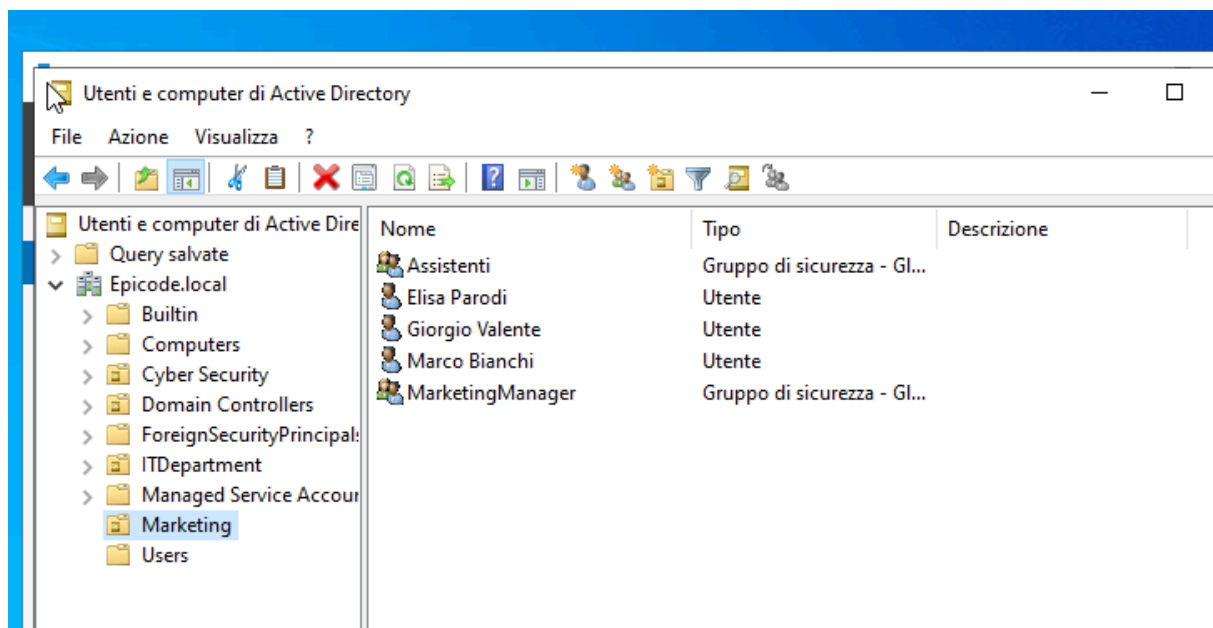 Utenti e computer di Active Directory
File Azione Visualizza ?
Utenti e computer di Active Dire
Query salvate
Epicode.local
Builtin
Computers
Cyber Security
Domain Controllers
ForeignSecurityPrincipals
ITDepartment
Managed Service Accour
Marketing
Users
Nome Tipo Descrizione
Assistenti Gruppo di sicurezza - Gl...
Elisa Parodi Utente
Giorgio Valente Utente
Marco Bianchi Utente
MarketingManager Gruppo di sicurezza - Gl...